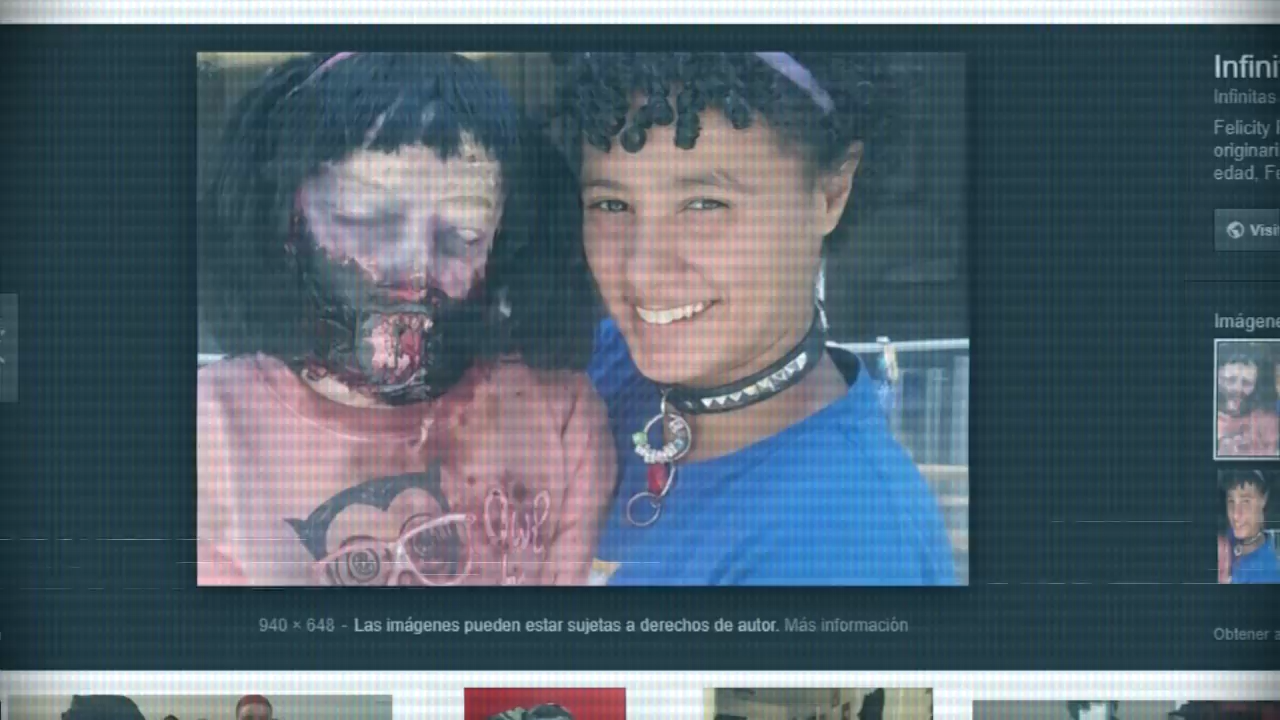 Infini
Infinitas
Felicity
originari
edad, Fe
Visit
Imágene
940 × 648 - Las imágenes pueden estar sujetas a derechos de autor. Más información
Obtener a